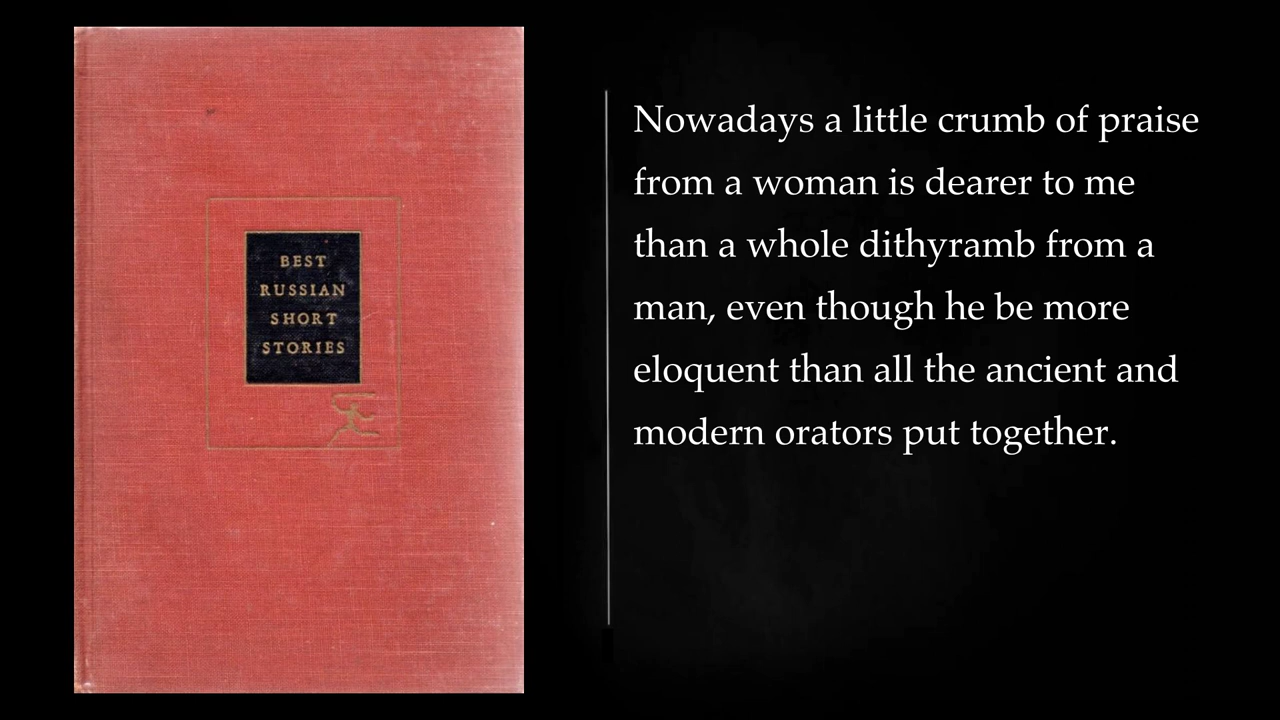 BEST
RUSSIAN
SHORT
STORIES
Nowadays a little crumb of praise
from a woman is dearer to me
than a whole dithyramb from a
man, even though he be more
eloquent than all the ancient and
modern orators put together.